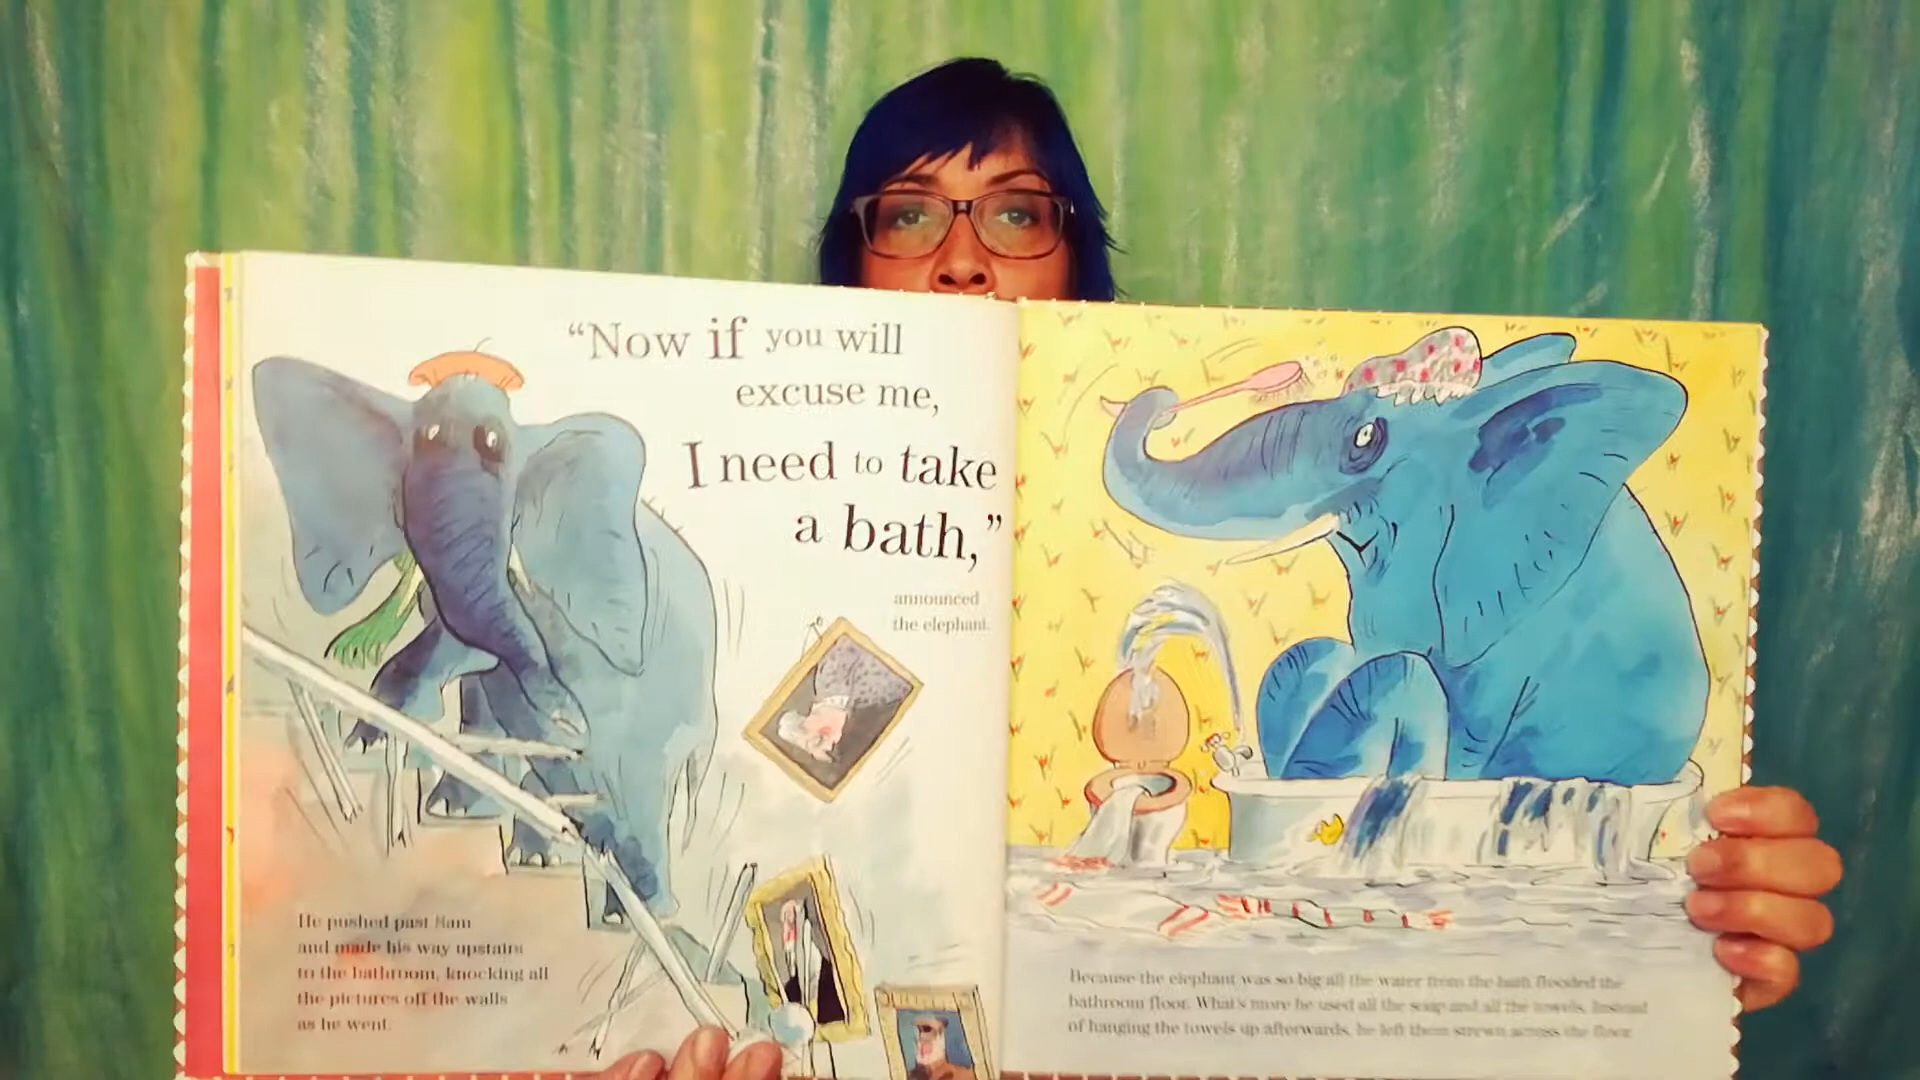 “Now if you will
excuse me,
I need to take
a bath,”
announced
the elephant.
He pushed past Sam
and made his way upstairs
to the bathroom, knocking all
the pictures off the walls
as he went.
Because the elephant was so big all the water from the bath flooded the
bathroom floor. What's more he used all the soap and all the towels. Instead
of hanging the towels up afterwards, he left them strewn across the floor.